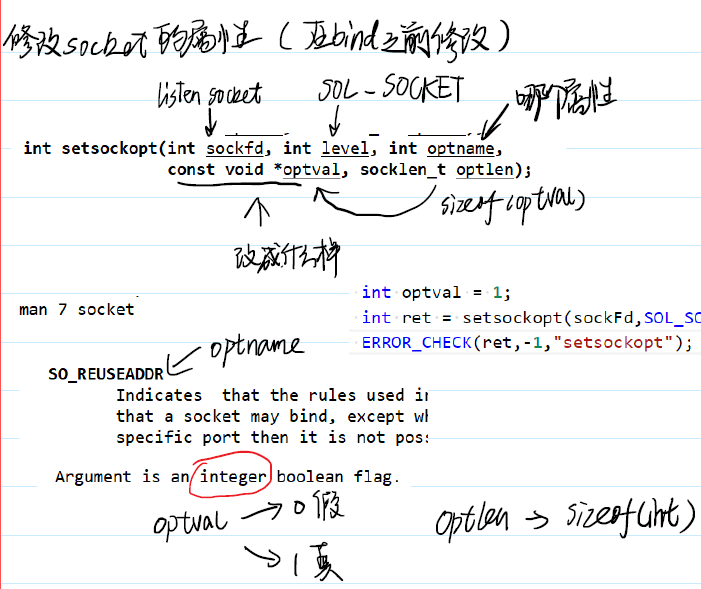 修改socket的属性（在bind之前修改）
listen socket SOL_SOCKET 哪个属性
int setsockopt(int sockfd, int level, int optname,
const void *optval, socklen_t optlen);
sizeof(optval)
改成什么样
int optval = 1;
man 7 socket
int ret = setsockopt(sockFd,SOL_SO
ERROR_CHECK(ret,-1,"setsockopt");
optname
SO_REUSEADDR
Indicates that the rules used in
that a socket may bind, except wh
specific port then it is not poss
Argument is an integer boolean flag.
optval → 0 假
optlen → sizeof(int)
→ 1 真